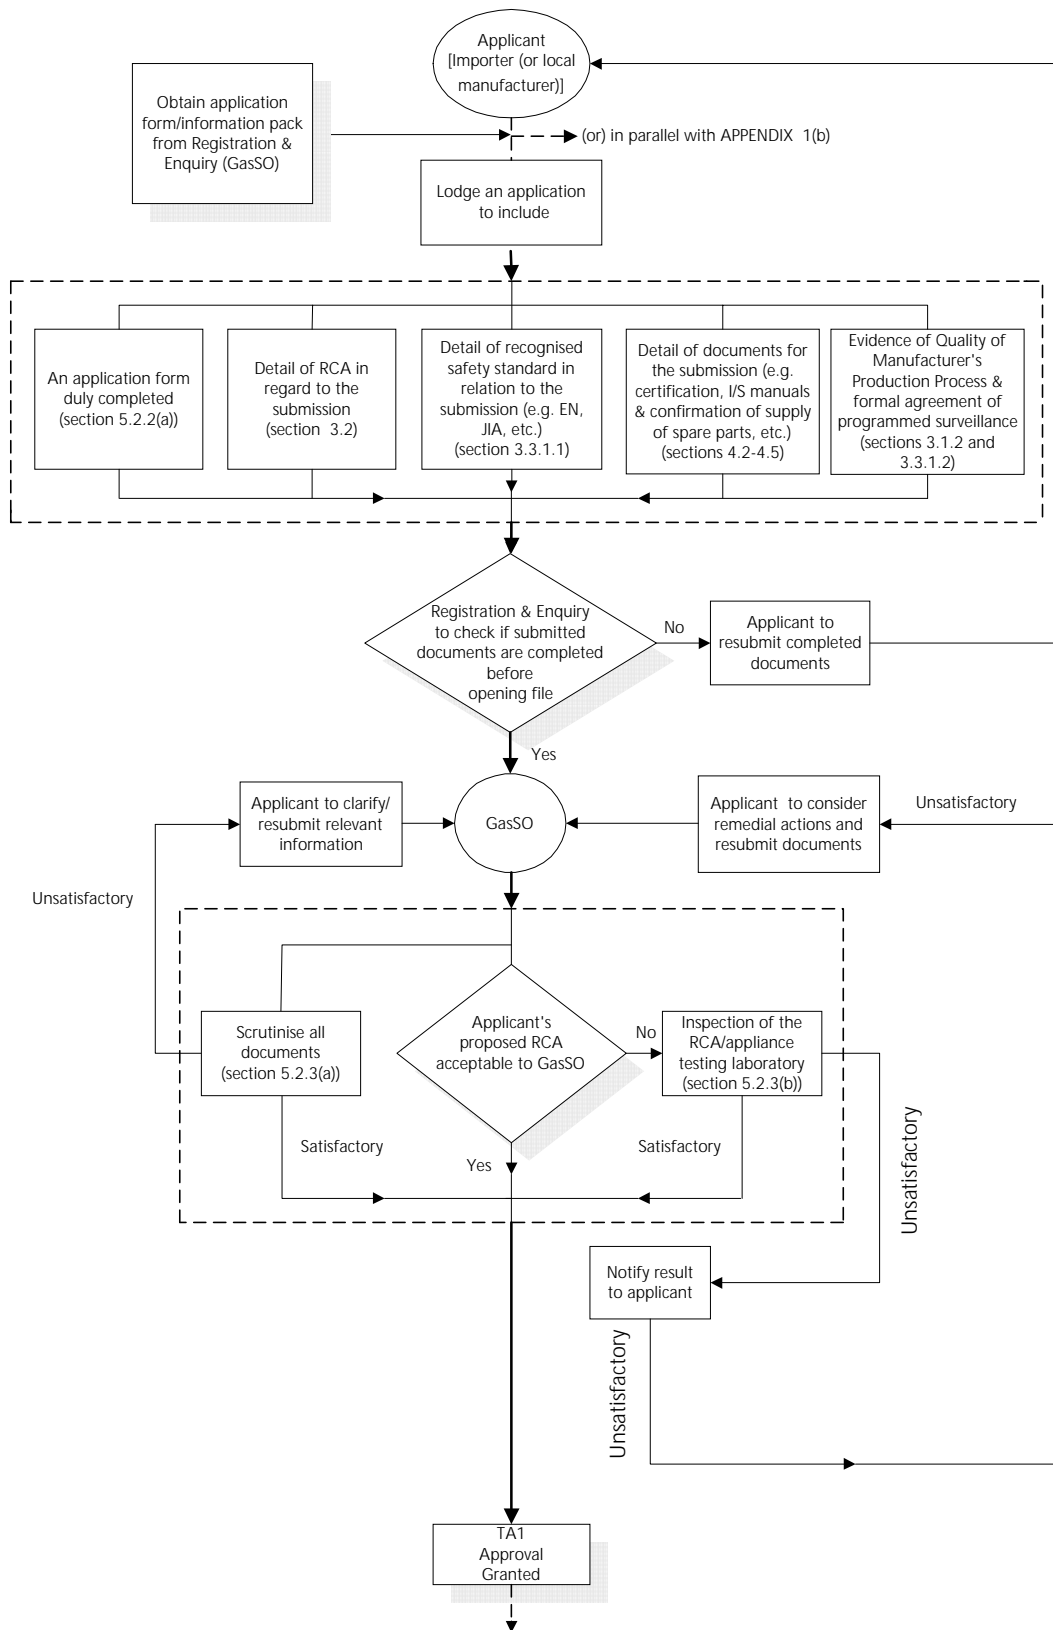 Applicant
[Importer (or local
manufacturer)]
Obtain application
form/information pack
from Registration &
Enquiry (GasSO)
(or) in parallel with APPENDIX 1(b)
Lodge an application
to include
An application form
duly completed
(section 5.2.2(a))
Detail of RCA in
regard to the
submission
(section 3.2)
Detail of recognised
safety standard in
relation to the
submission (e.g. EN,
JIA, etc.)
(section 3.3.1.1)
Detail of documents for
the submission (e.g.
certification, I/S manuals
& confirmation of supply
of spare parts, etc.)
(sections 4.2-4.5)
Evidence of Quality of
Manufacturer's
Production Process &
formal agreement of
programmed surveillance
(sections 3.1.2 and
3.3.1.2)
Registration & Enquiry
to check if submitted
documents are completed
before
opening file
No
Applicant to
resubmit completed
documents
Yes
Applicant to clarify/
resubmit relevant
information
GasSO
Applicant to consider
remedial actions and
resubmit documents
Unsatisfactory
Unsatisfactory
Scrutinise all
documents
(section 5.2.3(a))
Applicant's
proposed RCA
acceptable to GasSO
No
Inspection of the
RCA/appliance
testing laboratory
(section 5.2.3(b))
Satisfactory
Yes
Satisfactory
Unsatisfactory
Notify result
to applicant
Unsatisfactory
TA1
Approval
Granted